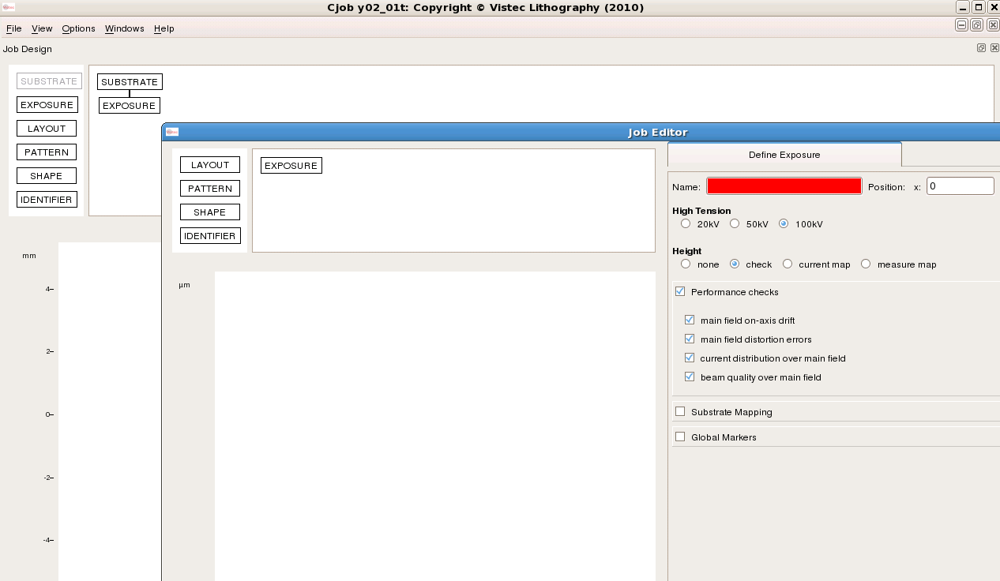 Cjob y02_01t: Copyright © Vistec Lithography (2010)
File View Options Windows Help
Job Design
SUBSTRATE
EXPOSURE
LAYOUT
PATTERN
SHAPE
IDENTIFIER
SUBSTRATE
EXPOSURE
mm
4
2
0
-2
-4
Job Editor
LAYOUT
PATTERN
SHAPE
IDENTIFIER
EXPOSURE
µm
Define Exposure
Name: Position: x: 0
High Tension
20kV 50kV 100kV
Height
none check current map measure map
Performance checks
main field on-axis drift
main field distortion errors
current distribution over main field
beam quality over main field
Substrate Mapping
Global Markers